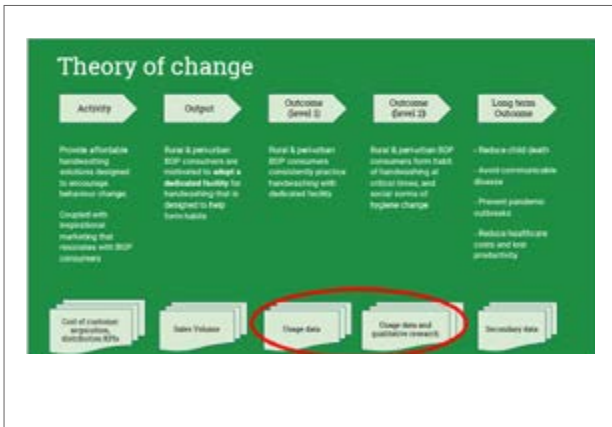 Theory of change
Activity
Output
Outcome
(level 1)
Outcome
(level 2)
Long term
Outcome
Provide affordable
handwashing
solutions designed
to encourage
behaviour change.
Coupled with
inspirational
marketing that
resonates with BOP
consumers
Rural & periurban
BOP consumers are
motivated to adopt a
dedicated facility for
handwashing that is
designed to help
form habits
Rural & periurban
BOP consumers
consistently practice
handwashing with
dedicated facility
Rural & periurban BOP
consumers form habit
of handwashing at
critical times, and
social norms of
hygiene change
- Reduce child death
- Avoid communicable
disease
- Prevent pandemic
outbreaks
- Reduce healthcare
costs and lost
productivity
Cost of customer
acquisition,
distribution KPIs
Sales Volume
Usage data
Usage data and
qualitative research
Secondary data